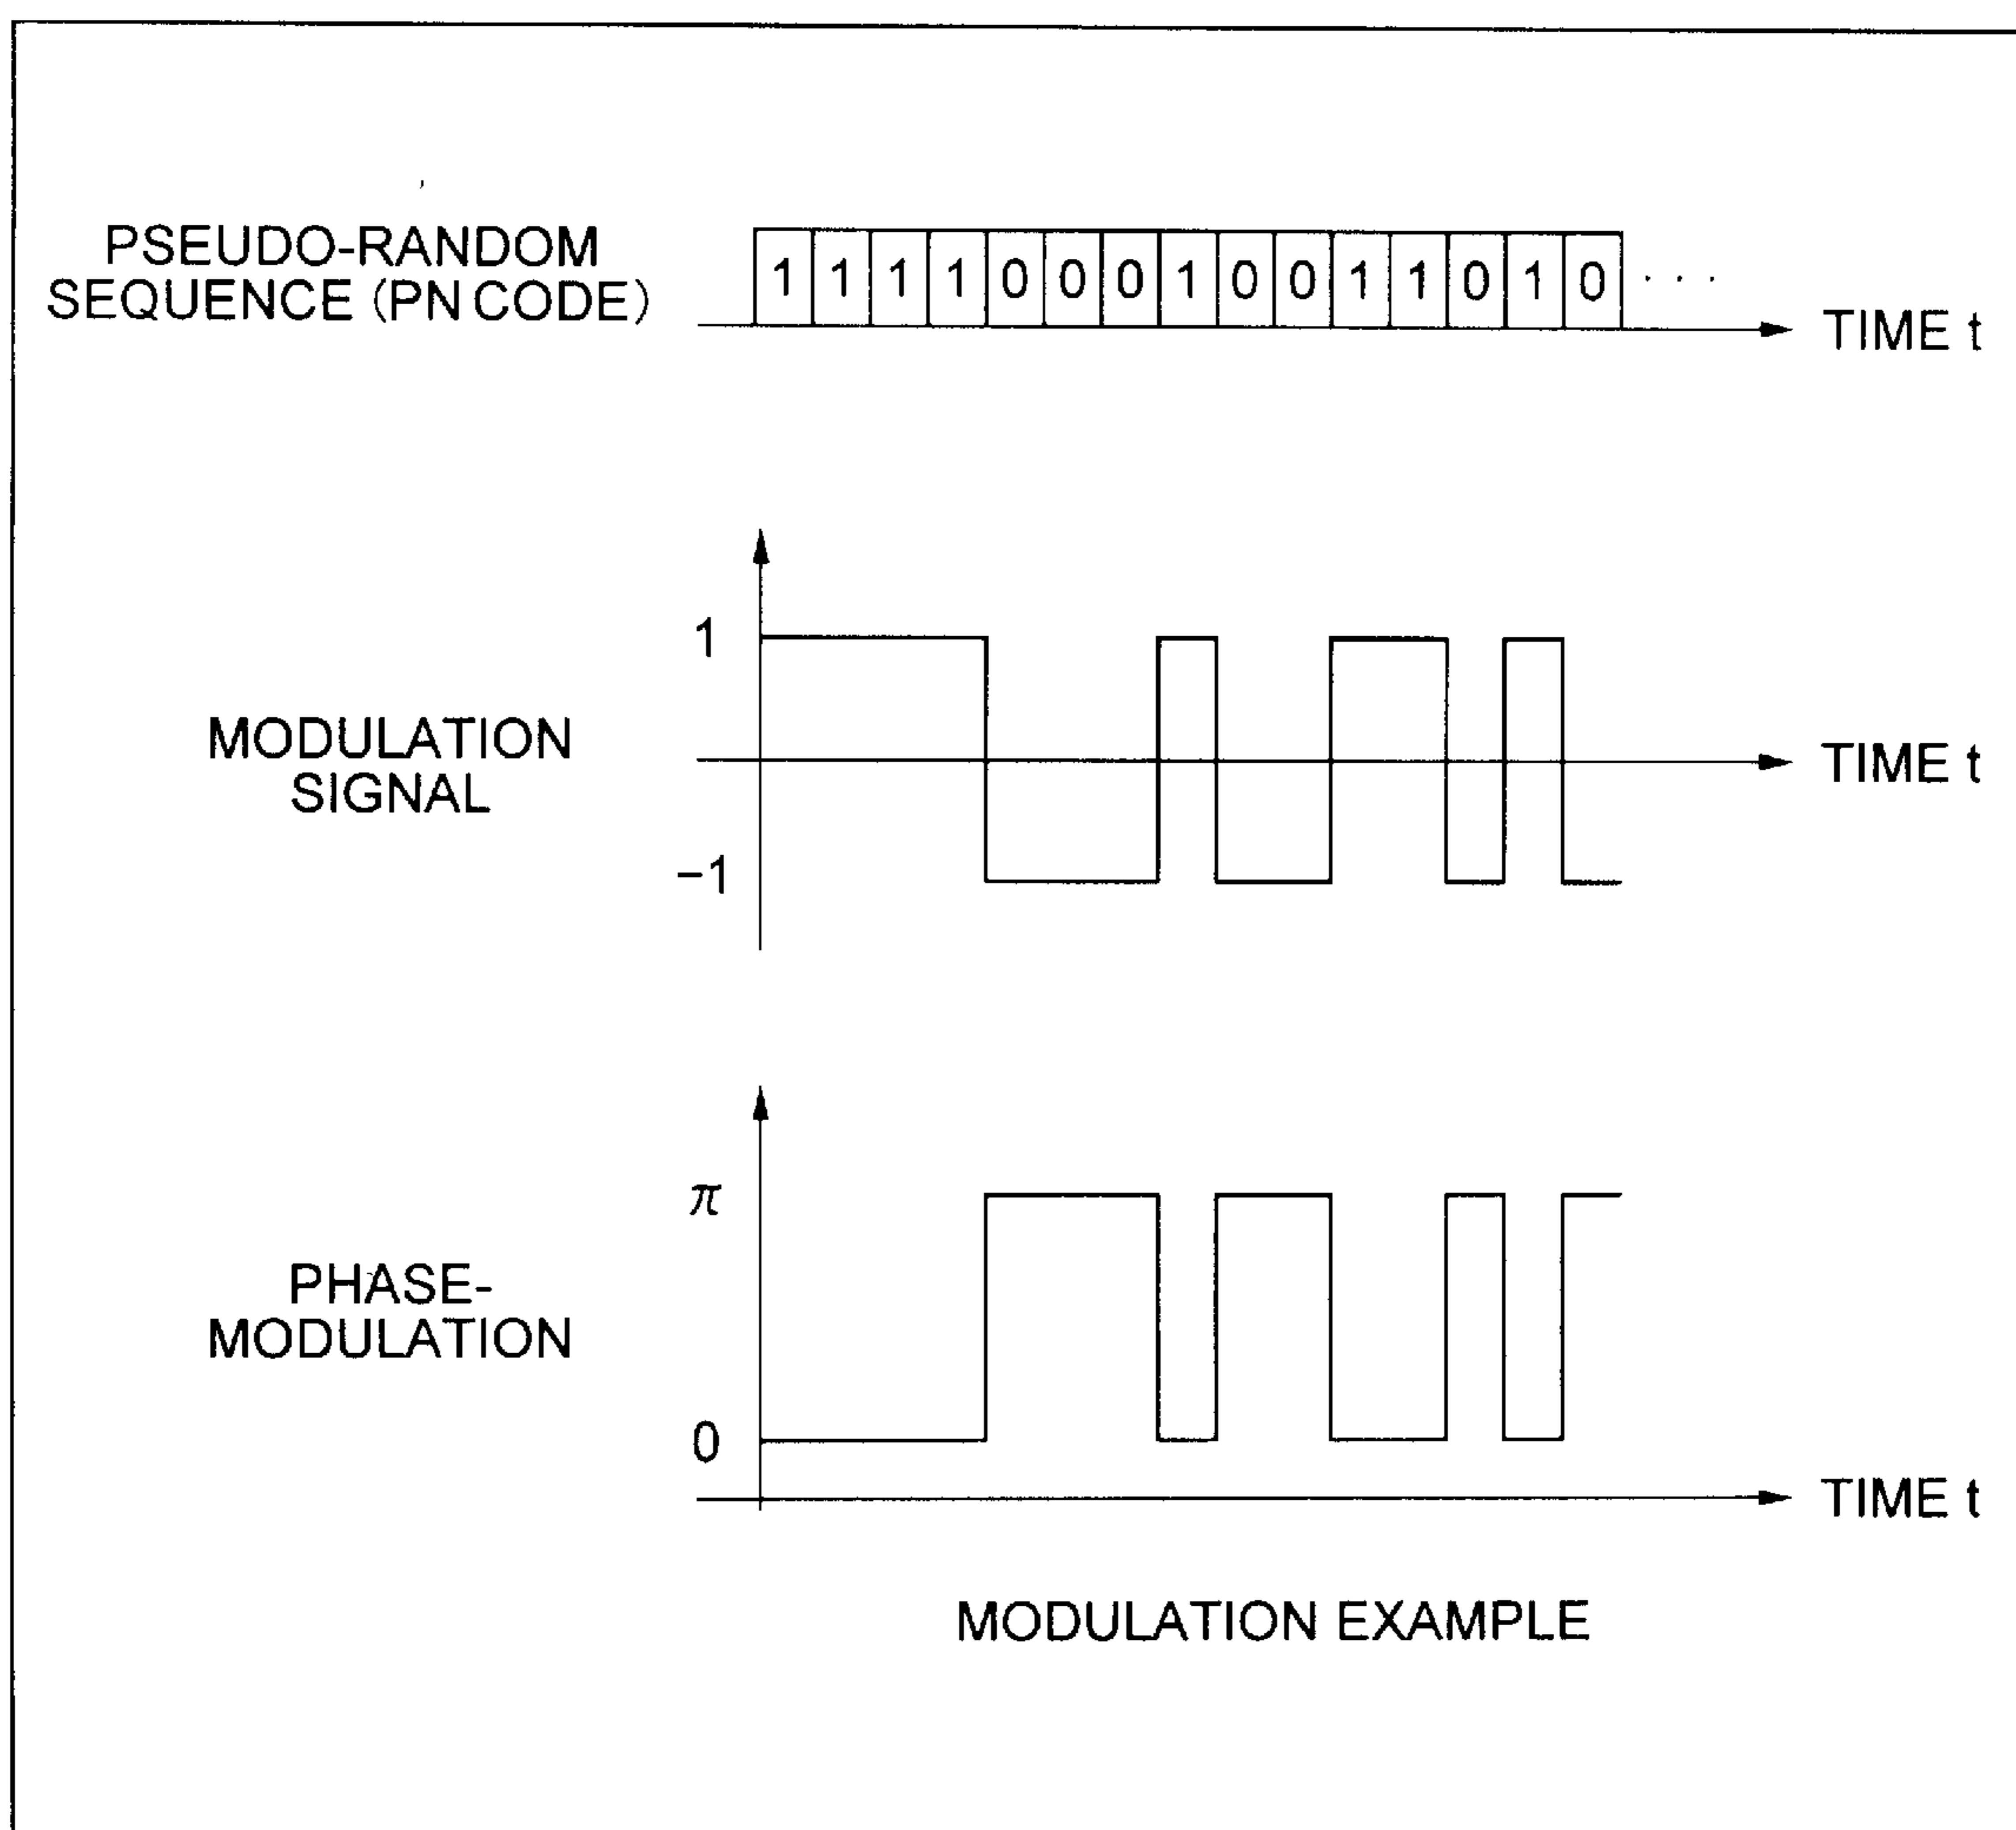 PSEUDO-RANDOM
SEQUENCE (PN CODE)
1 1 1 1 0 0 0 1 0 0 1 1 0 1 0 . . .
TIME t
1
MODULATION
SIGNAL
−1
TIME t
π
PHASE-
MODULATION
0
TIME t
MODULATION EXAMPLE